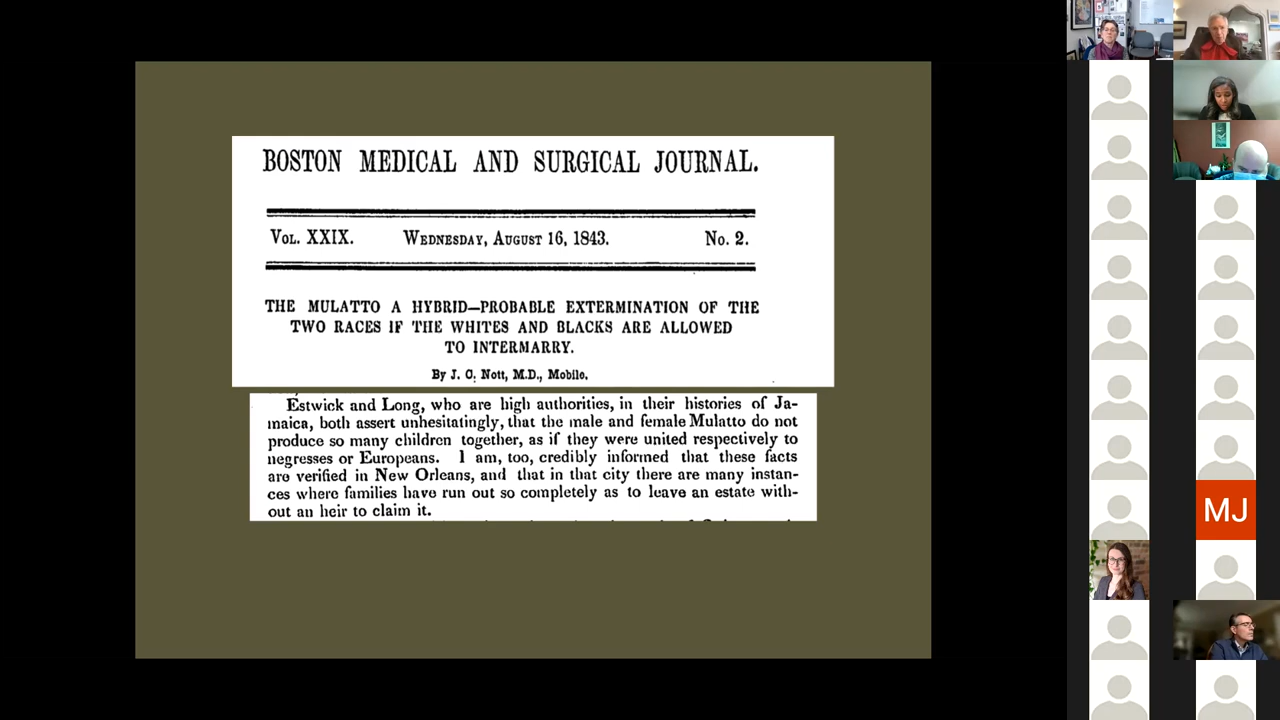 BOSTON MEDICAL AND SURGICAL JOURNAL.
VOL. XXIX. WEDNESDAY, AUGUST 16, 1843. No. 2.
THE MULATTO A HYBRID—PROBABLE EXTERMINATION OF THE
TWO RACES IF THE WHITES AND BLACKS ARE ALLOWED
TO INTERMARRY.
By J. C. Nott, M.D., Mobile.
Estwick and Long, who are high authorities, in their histories of Ja-
maica, both assert unhesitatingly, that the male and female Mulatto do not
produce so many children together, as if they were united respectively to
negresses or Europeans. I am, too, credibly informed that these facts
are verified in New Orleans, and that in that city there are many instan-
ces where families have run out so completely as to leave an estate with-
out an heir to claim it.
MJ